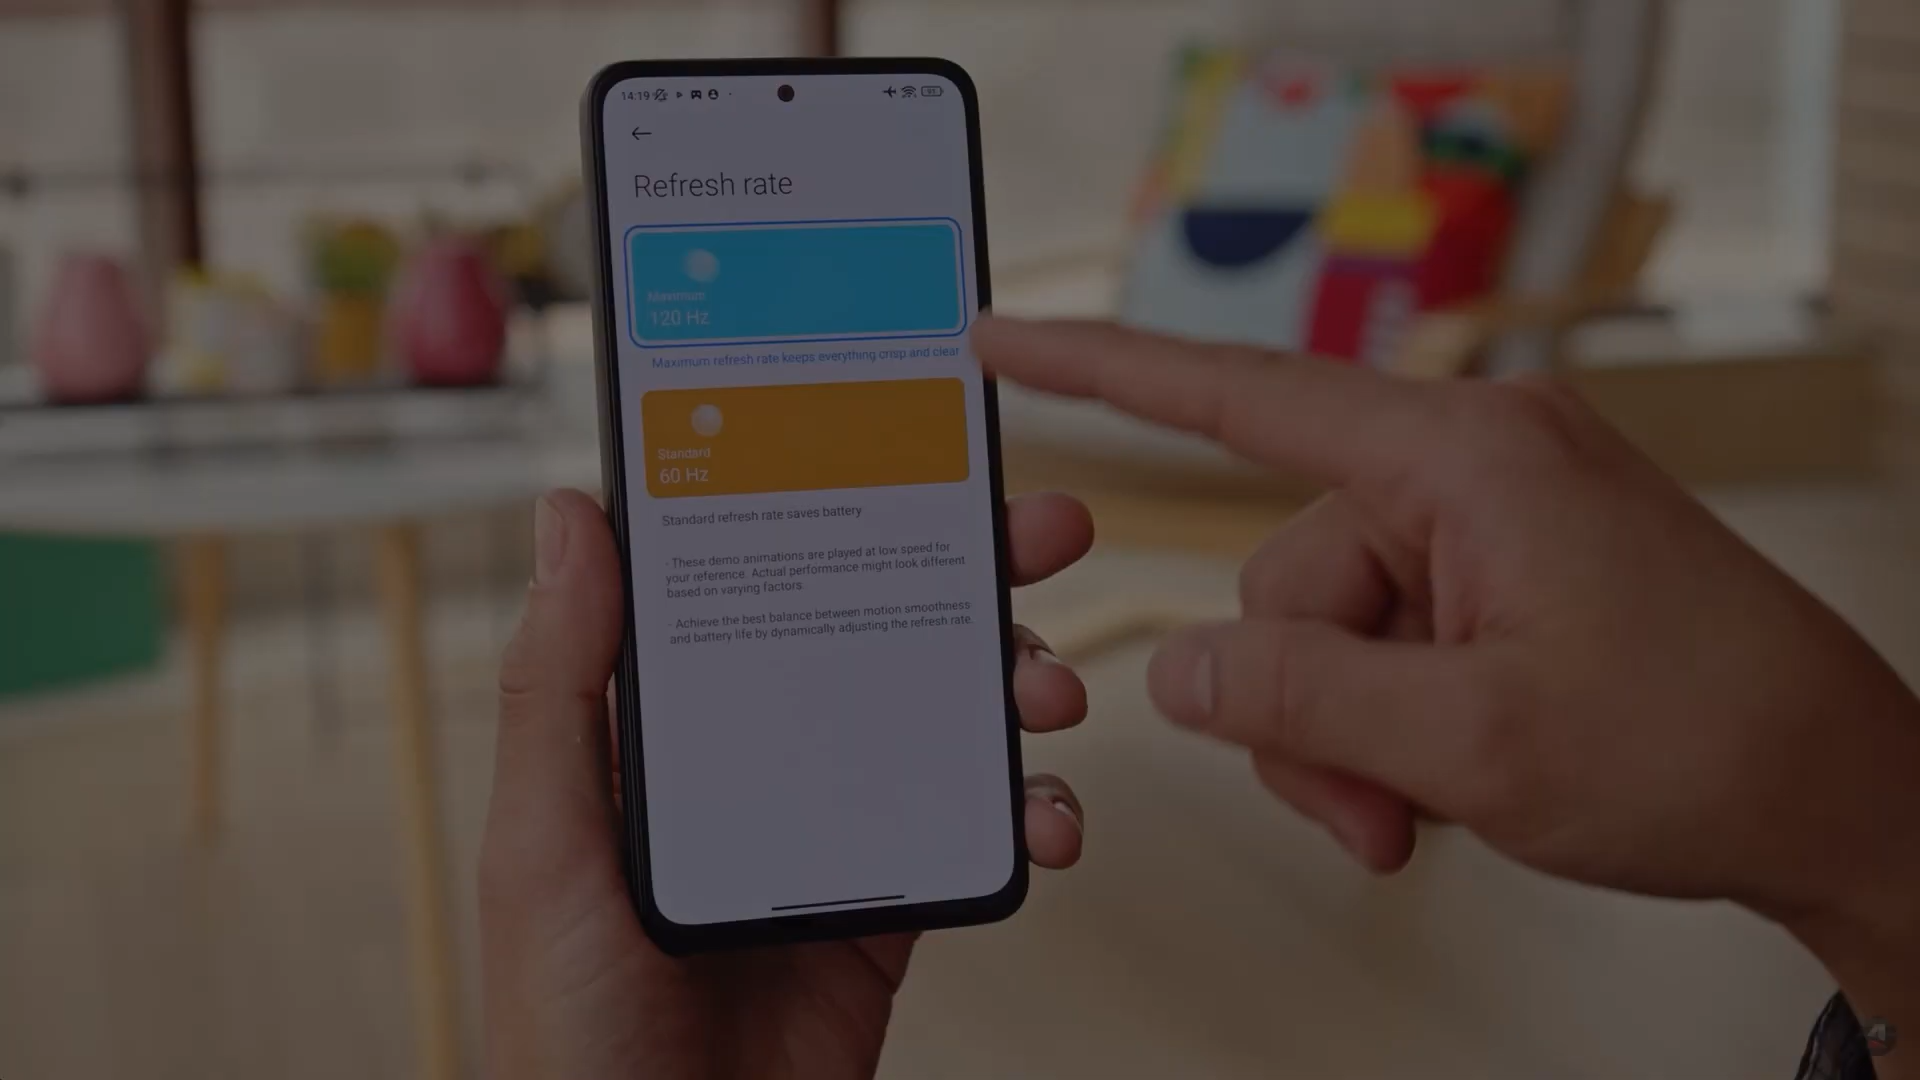 14:19
91
Refresh rate
Maximum
120 Hz
Maximum refresh rate keeps everything crisp and clear
Standard
60 Hz
Standard refresh rate saves battery
- These demo animations are played at low speed for
your reference. Actual performance might look different
based on varying factors.
- Achieve the best balance between motion smoothness
and battery life by dynamically adjusting the refresh rate.